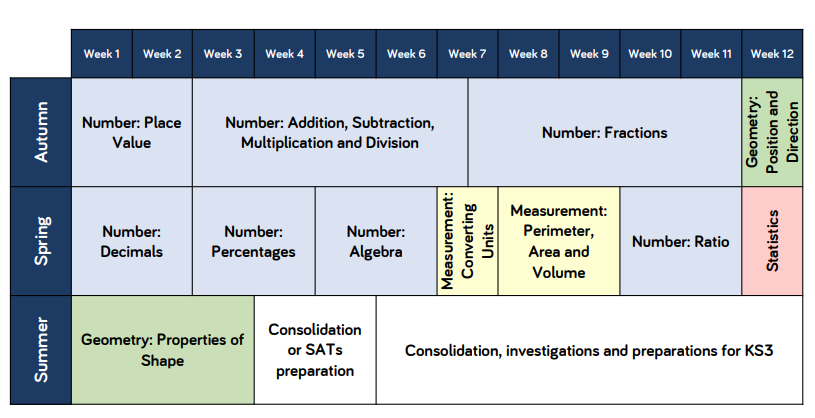 Week 1 Week 2 Week 3 Week 4 Week 5 Week 6 Week 7 Week 8 Week 9 Week 10 Week 11 Week 12
Autumn
Number: Place
Value
Number: Addition, Subtraction,
Multiplication and Division
Number: Fractions
Geometry:
Position and
Direction
Spring
Number:
Decimals
Number:
Percentages
Number:
Algebra
Measurement:
Converting
Units
Measurement:
Perimeter,
Area and
Volume
Number: Ratio
Statistics
Summer
Geometry: Properties of
Shape
Consolidation
or SATs
preparation
Consolidation, investigations and preparations for KS3